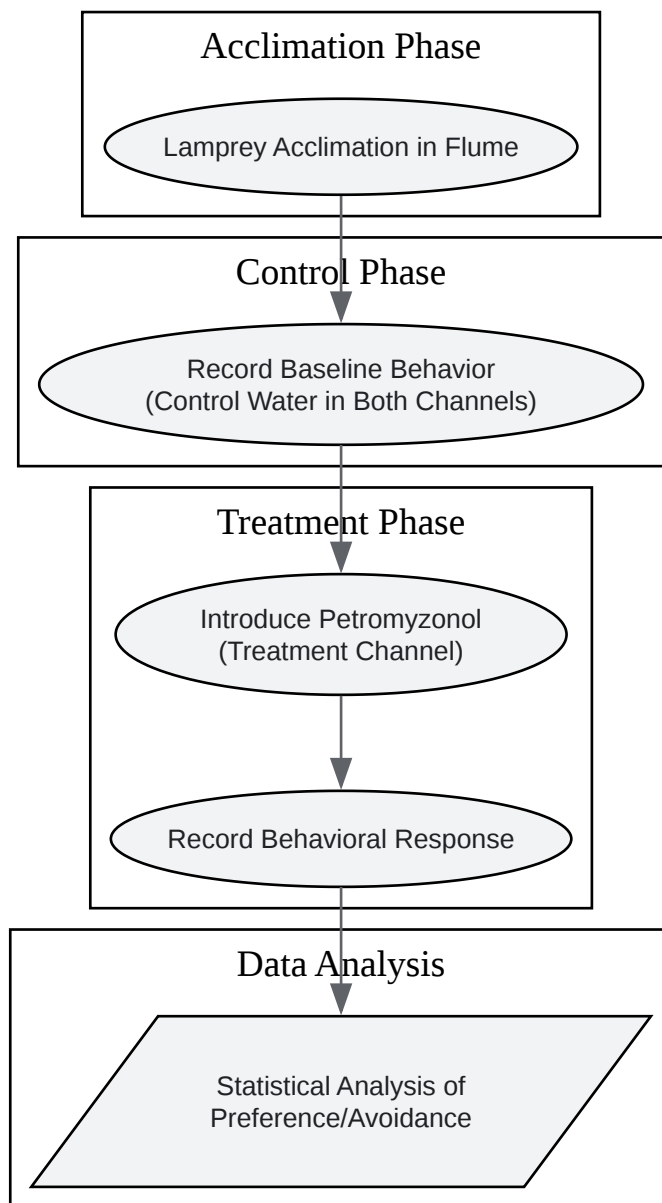 Acclimation Phase
Lamprey Acclimation in Flume
Control Phase
Record Baseline Behavior
(Control Water in Both Channels)
Treatment Phase
Introduce Petromyzonol
(Treatment Channel)
Record Behavioral Response
Data Analysis
Statistical Analysis of
Preference/Avoidance